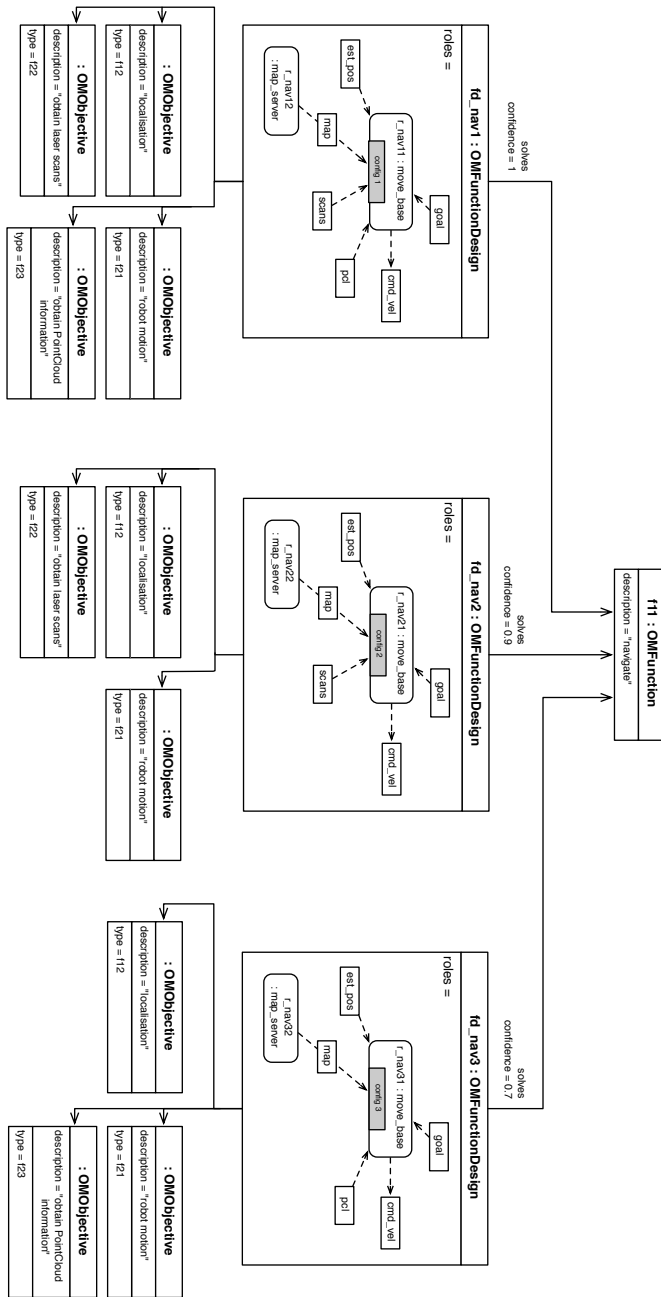 f11 : OMFunction
description = "navigate"
solves
confidence = 1
solves
confidence = 0.9
solves
confidence = 0.7
fd_nav1 : OMFunctionDesign
roles =
est_pos
r_nav11 : move_base
config 1
goal
cmd_vel
map
scans
pcl
r_nav12
: map_server
: OMObjective
description = "localisation"
type = f12
: OMObjective
description = "robot motion"
type = f21
: OMObjective
description = "obtain laser scans"
type = f22
: OMObjective
description = "obtain PointCloud
information"
type = f23
fd_nav2 : OMFunctionDesign
roles =
est_pos
r_nav21 : move_base
config 2
goal
cmd_vel
map
scans
r_nav22
: map_server
: OMObjective
description = "localisation"
type = f12
: OMObjective
description = "robot motion"
type = f21
: OMObjective
description = "obtain laser scans"
type = f22
fd_nav3 : OMFunctionDesign
roles =
est_pos
r_nav31 : move_base
config 3
goal
cmd_vel
map
pcl
r_nav32
: map_server
: OMObjective
description = "localisation"
type = f12
: OMObjective
description = "robot motion"
type = f21
: OMObjective
description = "obtain PointCloud
information"
type = f23